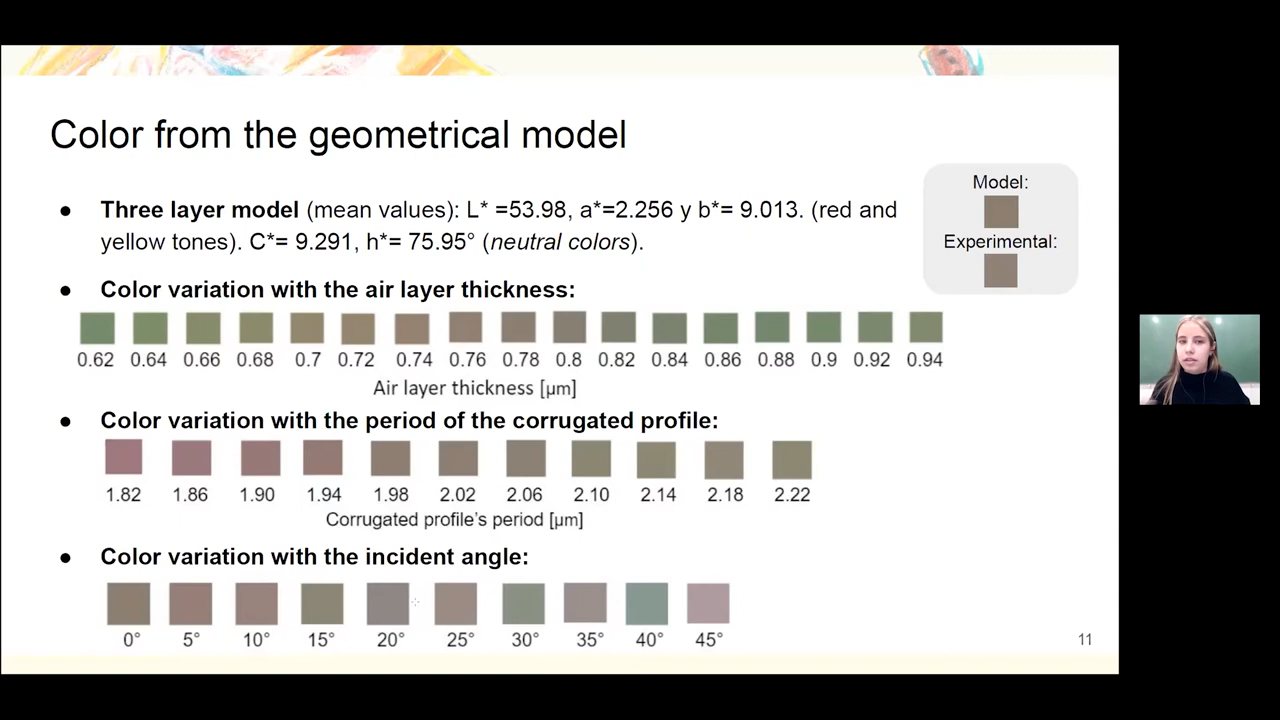 Color from the geometrical model
Model:
● Three layer model (mean values): L* =53.98, a*=2.256 y b*= 9.013. (red and
yellow tones). C*= 9.291, h*= 75.95° (neutral colors).
Experimental:
● Color variation with the air layer thickness:
0.62 0.64 0.66 0.68 0.7 0.72 0.74 0.76 0.78 0.8 0.82 0.84 0.86 0.88 0.9 0.92 0.94
Air layer thickness [µm]
● Color variation with the period of the corrugated profile:
1.82 1.86 1.90 1.94 1.98 2.02 2.06 2.10 2.14 2.18 2.22
Corrugated profile's period [µm]
● Color variation with the incident angle:
0° 5° 10° 15° 20° 25° 30° 35° 40° 45°
11